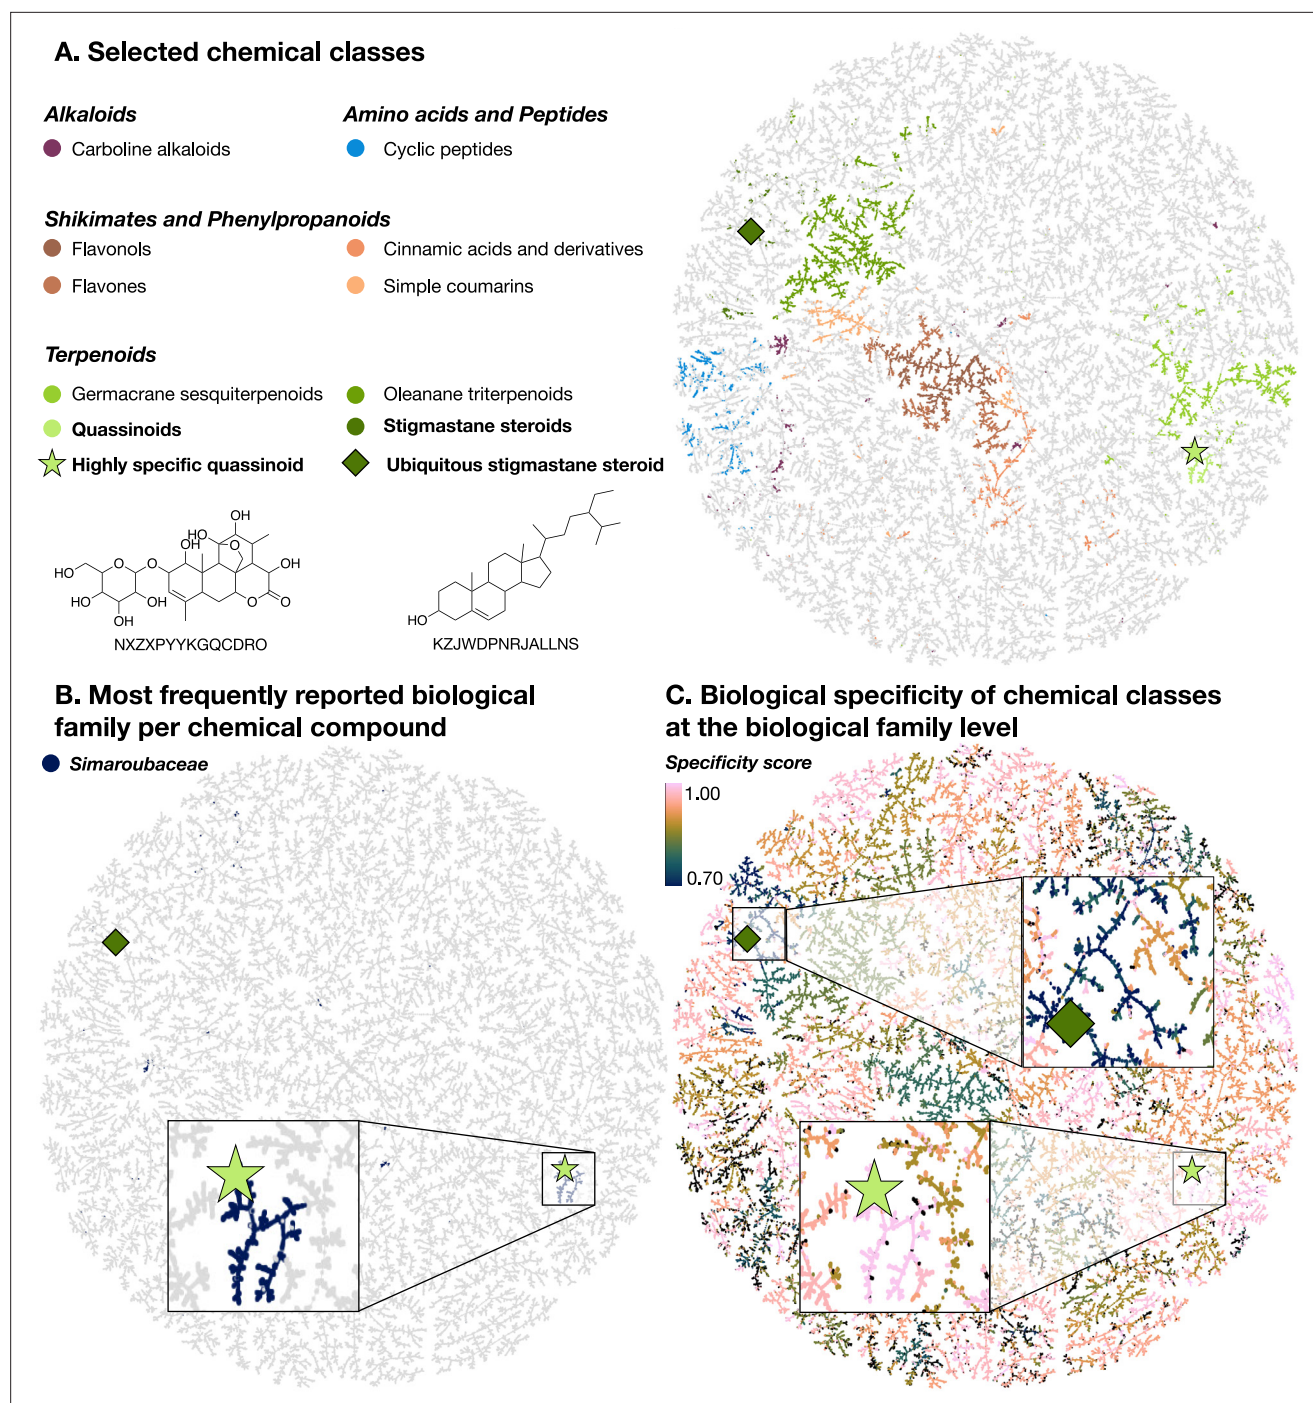 A. Selected chemical classes
Alkaloids
Carboline alkaloids
Amino acids and Peptides
Cyclic peptides
Shikimates and Phenylpropanoids
Flavonols
Cinnamic acids and derivatives
Flavones
Simple coumarins
Terpenoids
Germacrane sesquiterpenoids
Oleanane triterpenoids
Quassinoids
Stigmastane steroids
Highly specific quassinoid
Ubiquitous stigmastane steroid
OH
HO
OH
O
OH
HO
O
O
HO
OH
O
O
OH
NXZXPYYKGQCDRO
HO
KZJWDPNRJALLNS
B. Most frequently reported biological
family per chemical compound
Simaroubaceae
C. Biological specificity of chemical classes
at the biological family level
Specificity score
1.00
0.70